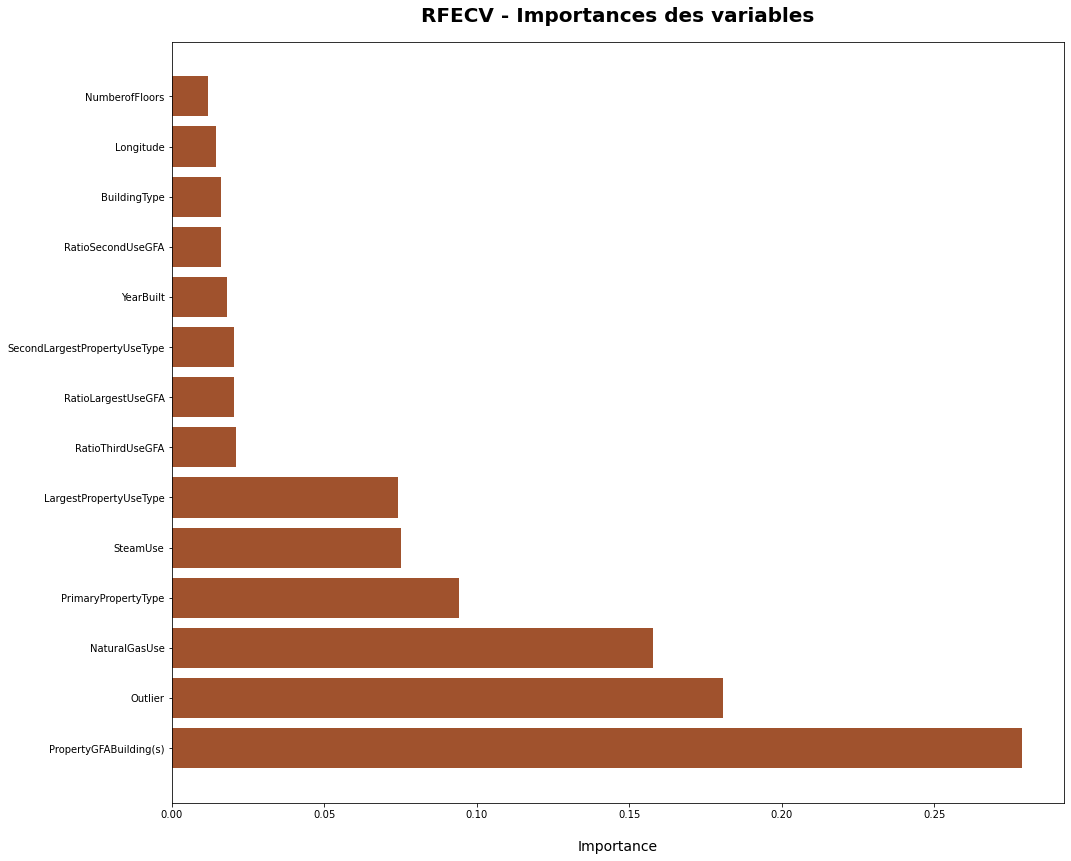 RFECV - Importances des variables
NumberofFloors
Longitude
BuildingType
RatioSecondUseGFA
YearBuilt
SecondLargestPropertyUseType
RatioLargestUseGFA
RatioThirdUseGFA
LargestPropertyUseType
SteamUse
PrimaryPropertyType
NaturalGasUse
Outlier
PropertyGFABuilding(s)
0.00 0.05 0.10 0.15 0.20 0.25
Importance